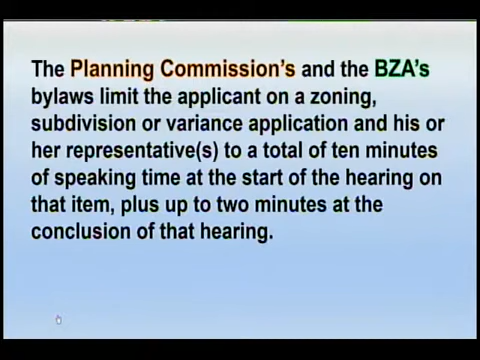 The Planning Commission's and the BZA's
bylaws limit the applicant on a zoning,
subdivision or variance application and his or
her representative(s) to a total of ten minutes
of speaking time at the start of the hearing on
that item, plus up to two minutes at the
conclusion of that hearing.